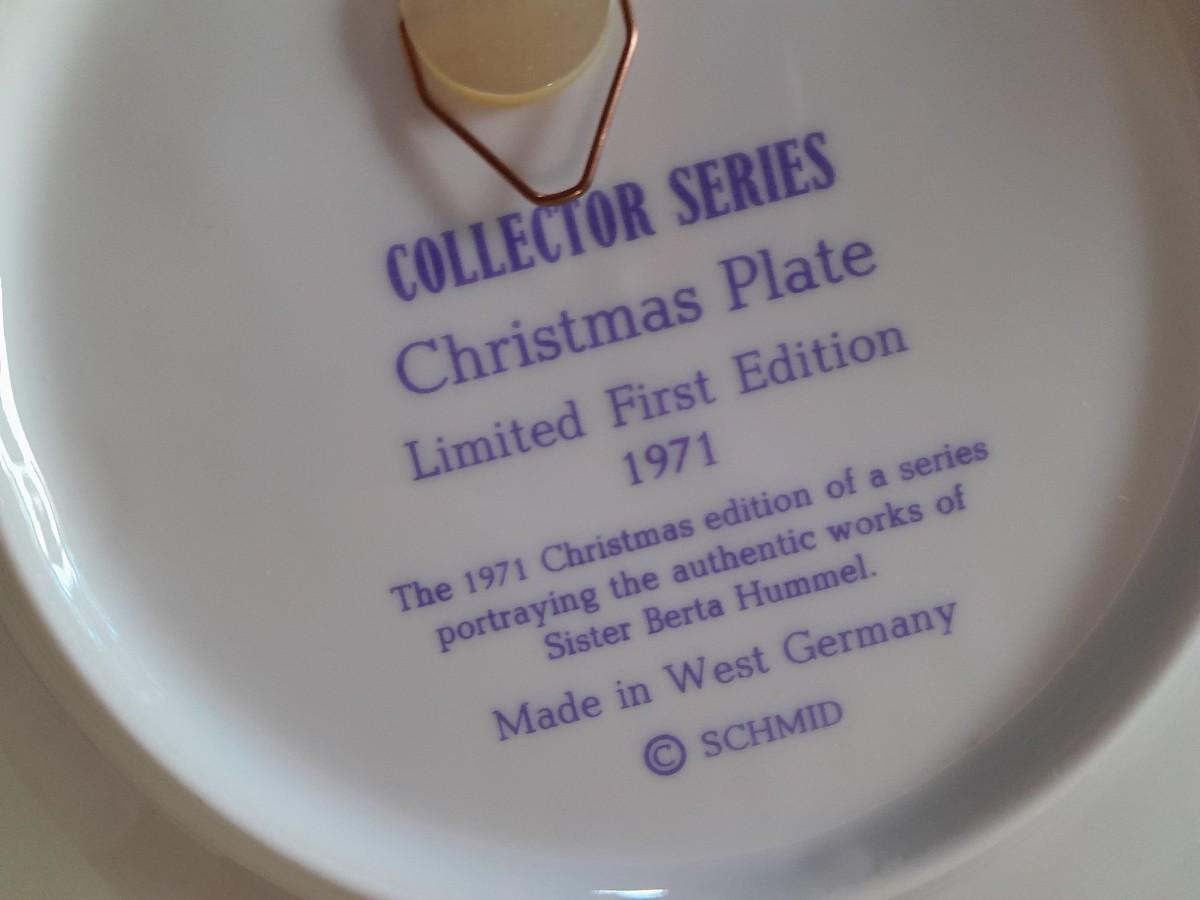 COLLECTOR SERIES
Christmas Plate
Limited First Edition
1971
The 1971 Christmas edition of a series
portraying the authentic works of
Sister Berta Hummel.
Made in West Germany
© SCHMID